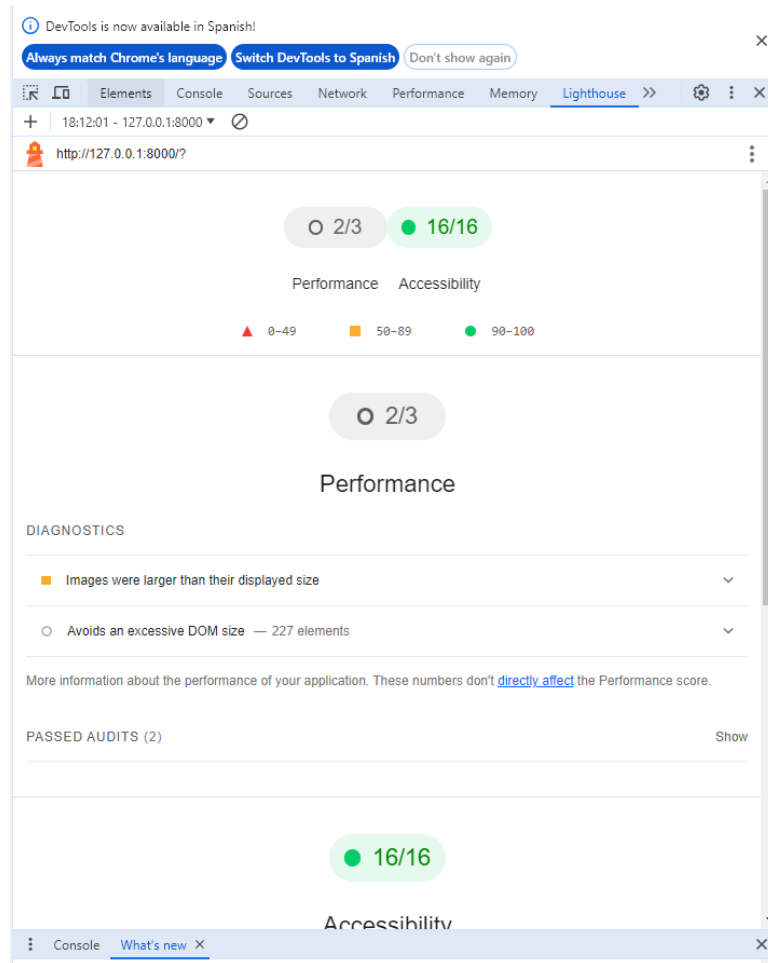 DevTools is now available in Spanish!
Always match Chrome's language Switch DevTools to Spanish Don't show again
Elements Console Sources Network Performance Memory Lighthouse
18:12:01 - 127.0.0.1:8000
http://127.0.0.1:8000/?
2/3 16/16
Performance Accessibility
0–49 50–89 90–100
2/3
Performance
DIAGNOSTICS
Images were larger than their displayed size
Avoids an excessive DOM size — 227 elements
More information about the performance of your application. These numbers don't directly affect the Performance score.
PASSED AUDITS (2) Show
16/16
Accessibility
Console What's new